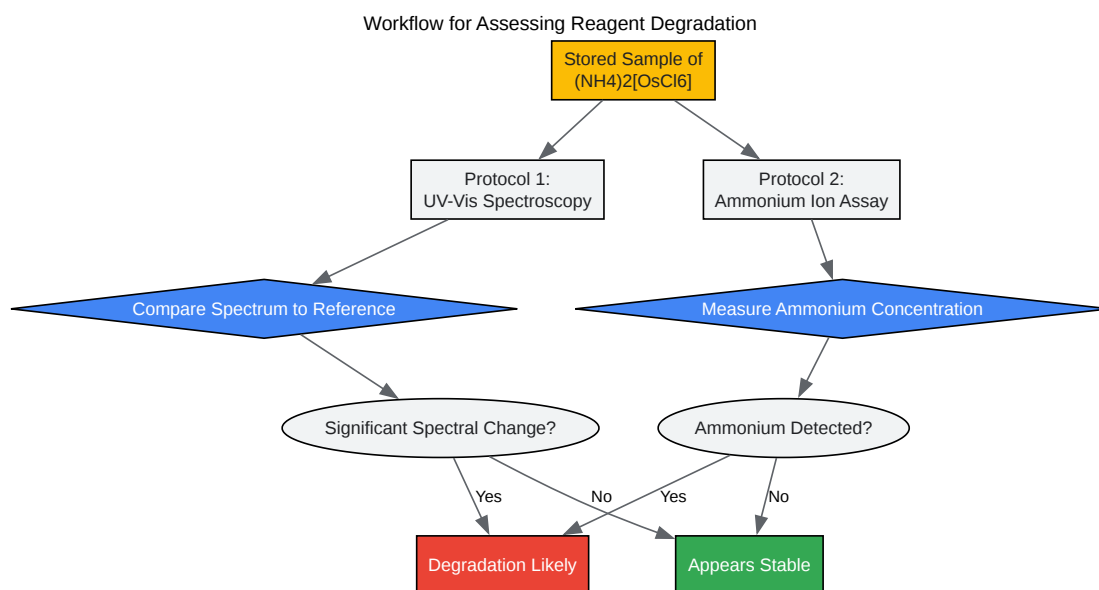 Workflow for Assessing Reagent Degradation
Stored Sample of
(NH4)2[OsCl6]
Protocol 1:
UV-Vis Spectroscopy
Protocol 2:
Ammonium Ion Assay
Compare Spectrum to Reference
Measure Ammonium Concentration
Significant Spectral Change?
Ammonium Detected?
Yes
No
Yes
No
Degradation Likely
Appears Stable